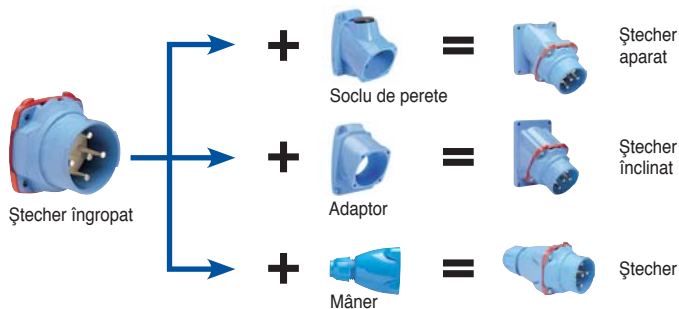 Ştecher îngropat
+
Soclu de perete
=
Ştecher
aparat
+
Adaptor
=
Ştecher
înclinat
+
Mâner
=
Ştecher